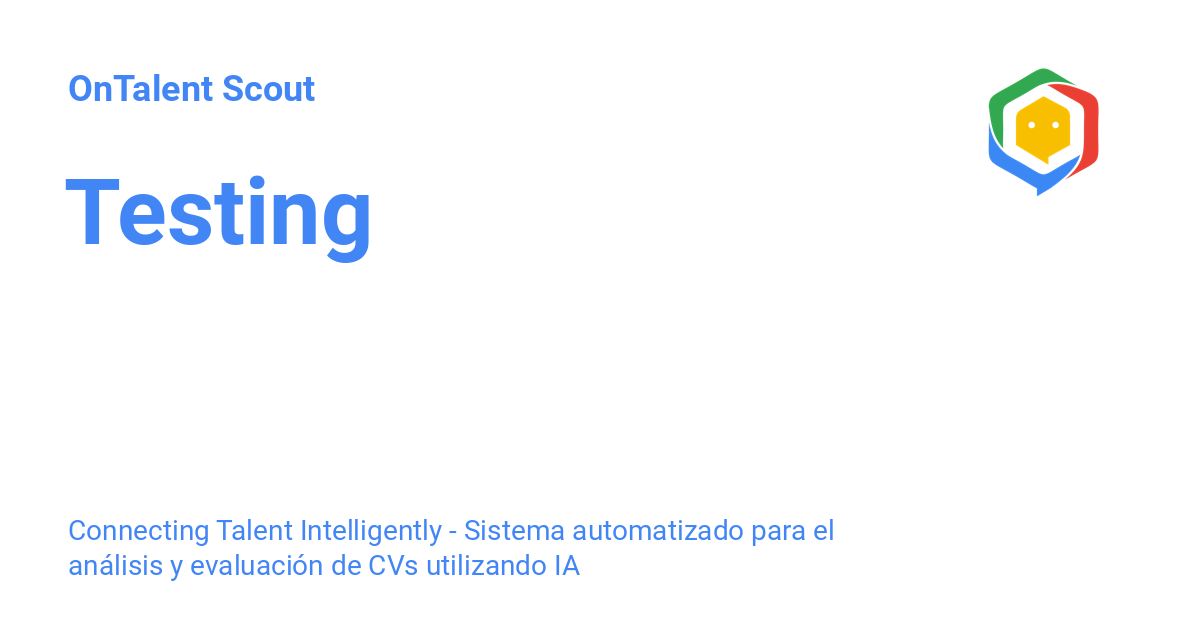 OnTalent Scout
Testing
Connecting Talent Intelligently - Sistema automatizado para el
análisis y evaluación de CVs utilizando IA